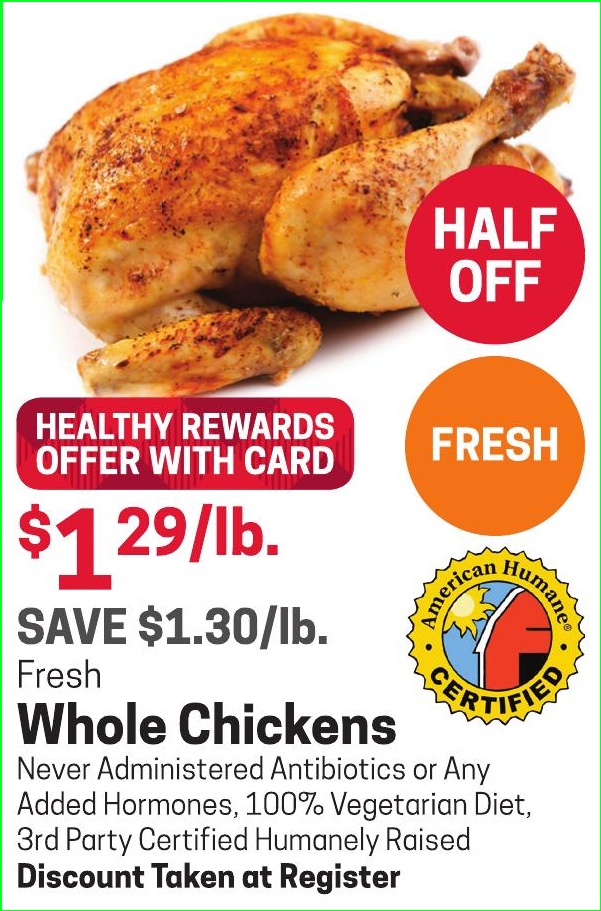 HALF
OFF
FRESH
HEALTHY REWARDS
OFFER WITH CARD
$1 29/lb.
SAVE $1.30/lb.
American Humane®
CERTIFIED
Fresh
Whole Chickens
Never Administered Antibiotics or Any
Added Hormones, 100% Vegetarian Diet,
3rd Party Certified Humanely Raised
Discount Taken at Register